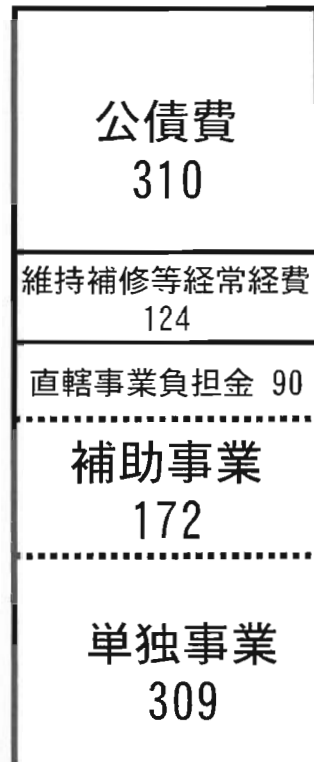 公債費
310
維持補修等経常経費
124
直轄事業負担金 90
補助事業
172
単独事業
309